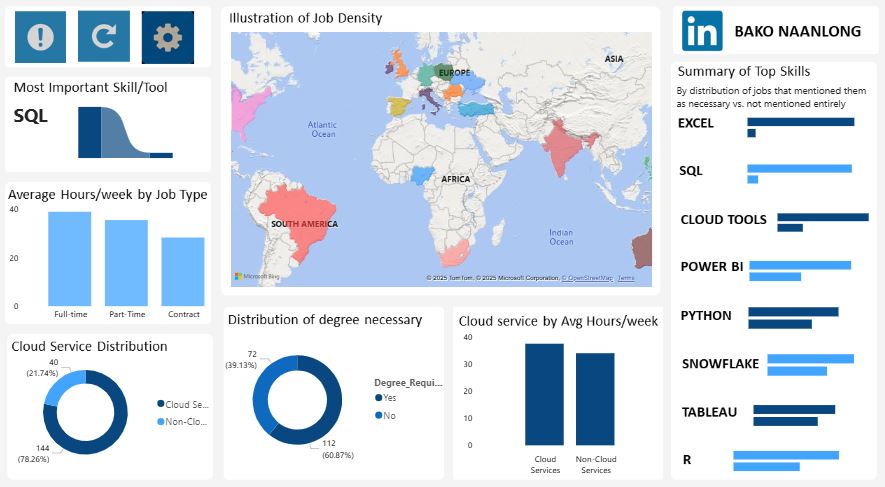 Most Important Skill/Tool
SQL
Average Hours/week by Job Type
40
20
0
Full-time
Part-Time
Contract
Cloud Service Distribution
40
(21.74%)
144
(78.26%)
Cloud Se...
Non-Clo...
Illustration of Job Density
ASIA
EUROPE
Atlantic
Ocean
AFRICA
SOUTH AMERICA
Indian
Ocean
Microsoft Bing
© 2025 TomTom, © 2025 Microsoft Corporation, © OpenStreetMap Terms
Distribution of degree necessary
72
(39.13%)
112
(60.87%)
Degree_Requi...
Yes
No
Cloud service by Avg Hours/week
40
30
20
10
0
Cloud
Services
Non-Cloud
Services
in
BAKO NAANLONG
Summary of Top Skills
By distribution of jobs that mentioned them
as necessary vs. not mentioned entirely
EXCEL
SQL
CLOUD TOOLS
POWER BI
PYTHON
SNOWFLAKE
TABLEAU
R